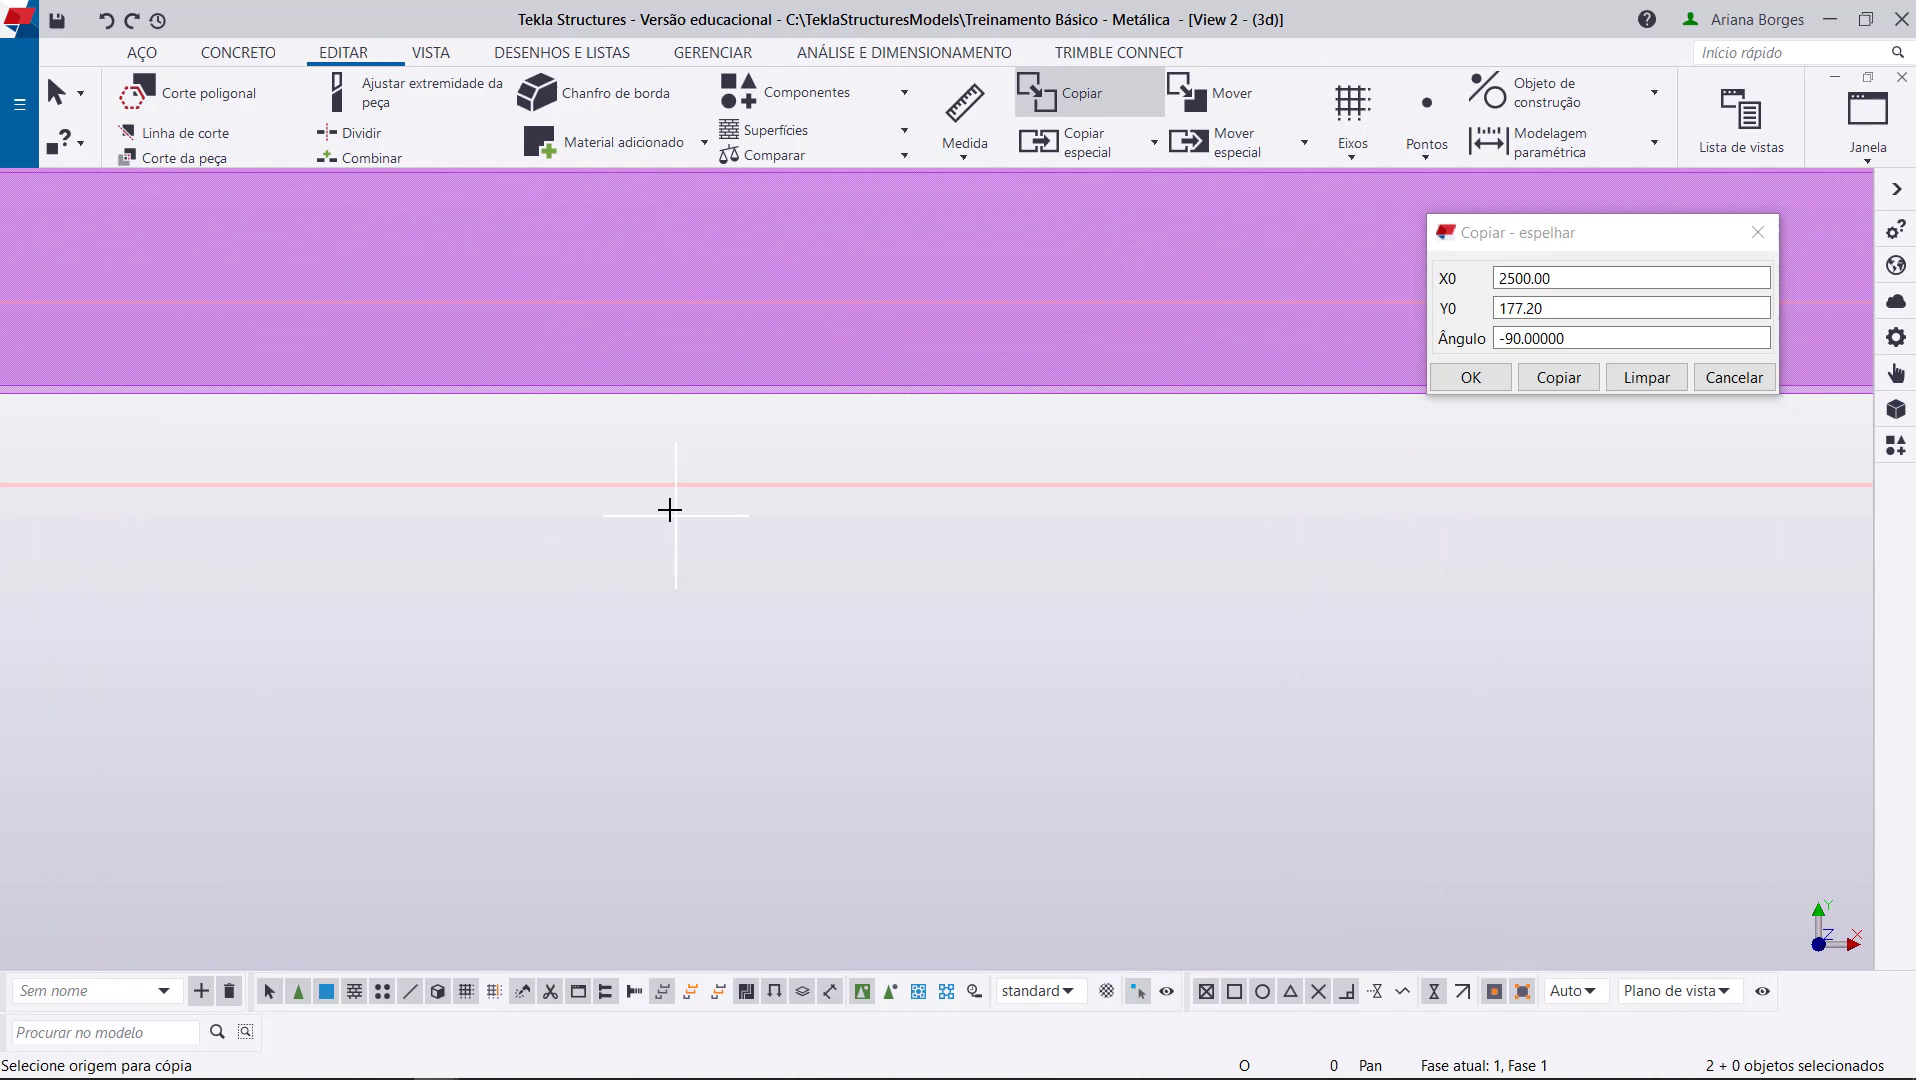 Tekla Structures - Versão educacional - C:\TeklaStructuresModels\Treinamento Básico - Metálica  - [View 2 - (3d)]
Ariana Borges
AÇO CONCRETO EDITAR VISTA DESENHOS E LISTAS GERENCIAR ANÁLISE E DIMENSIONAMENTO TRIMBLE CONNECT
Início rápido
Corte poligonal
Linha de corte
Corte da peça
Ajustar extremidade da
peça
Dividir
Combinar
Chanfro de borda
Material adicionado
Componentes
Superfícies
Comparar
Medida
Copiar
Copiar
especial
Mover
Mover
especial
Eixos
Pontos
Objeto de
construção
Modelagem
paramétrica
Lista de vistas
Janela
Copiar - espelhar
X0 2500.00
Y0 177.20
Ângulo -90.00000
OK Copiar Limpar Cancelar
Y
Z X
Sem nome
standard
Auto
Plano de vista
Procurar no modelo
Selecione origem para cópia
O 0 Pan Fase atual: 1, Fase 1 2 + 0 objetos selecionados